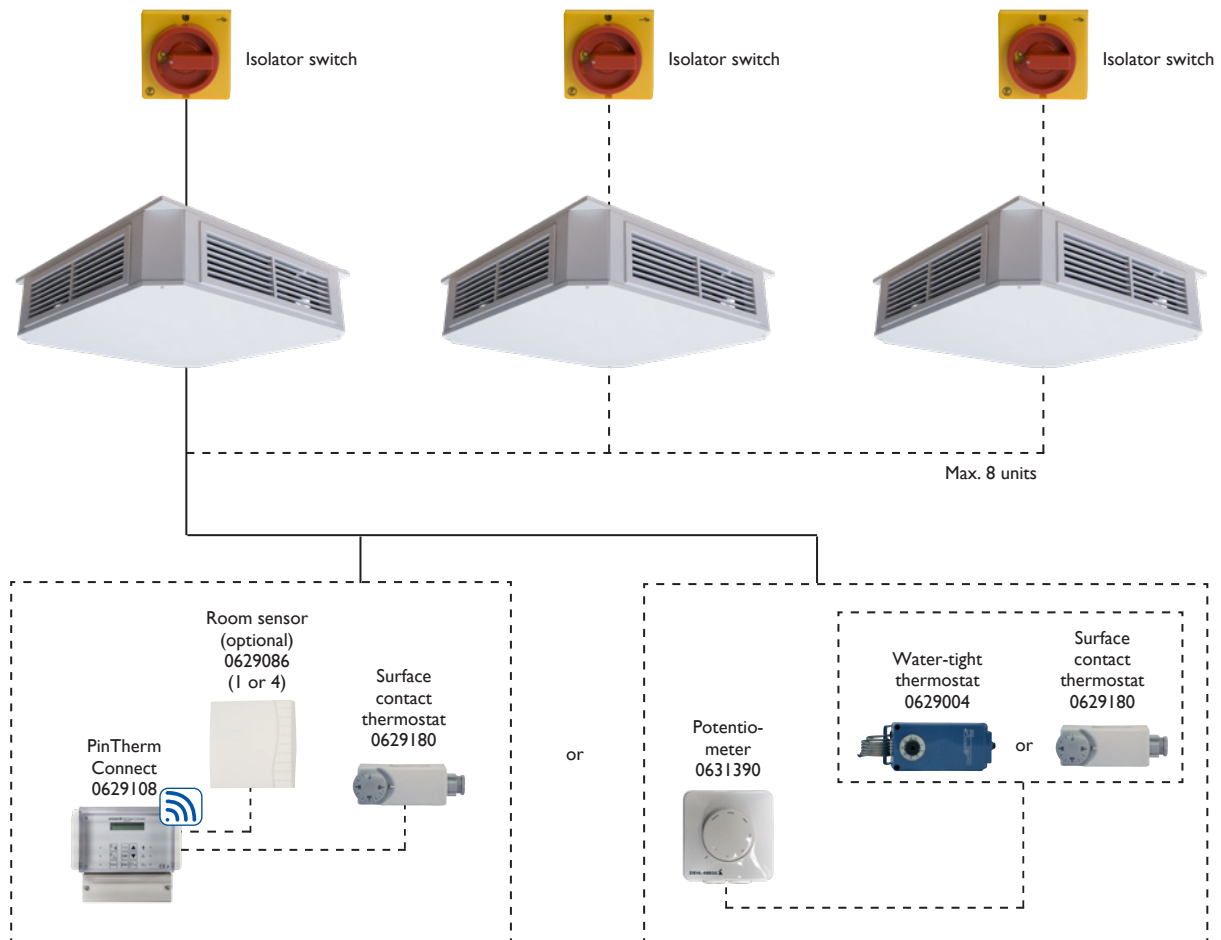 Isolator switch
Isolator switch
Isolator switch
Max. 8 units
Room sensor
(optional)
0629086
(1 or 4)
Surface
contact
thermostat
0629180
PinTherm
Connect
0629108
or
Potentio-
meter
0631390
Water-tight
thermostat
0629004
or
Surface
contact
thermostat
0629180